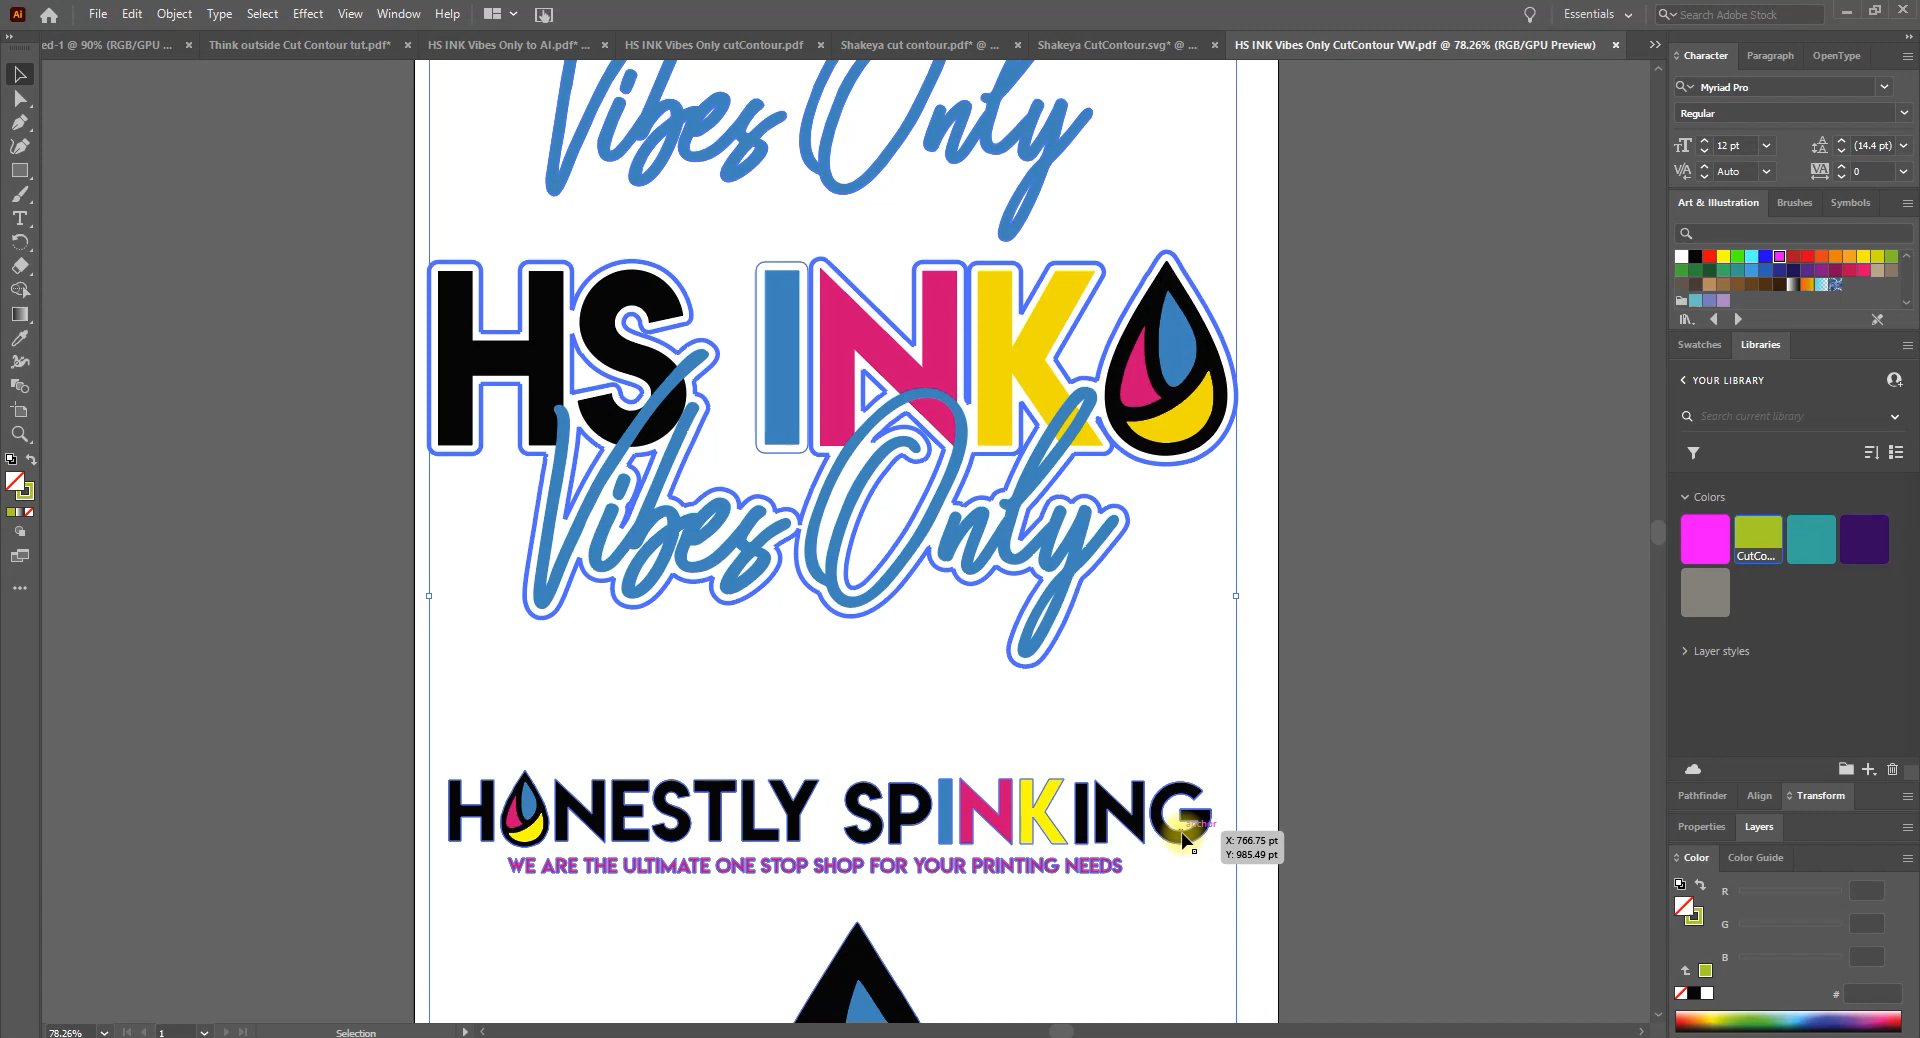 Ai File Edit Object Type Select Effect View Window Help Essentials Search Adobe Stock
ed-1 @ 90% (RGB/GPU ... × Think outside Cut Contour tut.pdf* × HS INK Vibes Only to AI.pdf* ... × HS INK Vibes Only cutContour.pdf × Shakeya cut contour.pdf* @ ... × Shakeya CutContour.svg* @ ... × HS INK Vibes Only CutContour VW.pdf @ 78.26% (RGB/GPU Preview) ×
Character Paragraph OpenType
Myriad Pro
Regular
12 pt (14.4 pt)
Auto 0
Art & Illustration Brushes Symbols
Swatches Libraries
YOUR LIBRARY
Search current library
Colors
CutCo...
Layer styles
Pathfinder Align Transform
Properties Layers
Color Color Guide
R
G
B
#
Vibes Only
HS INK
Vibes Only
HONESTLY SPINKING
anchor
X: 766.75 pt
Y: 985.49 pt
WE ARE THE ULTIMATE ONE STOP SHOP FOR YOUR PRINTING NEEDS
78.26% 1 Selection